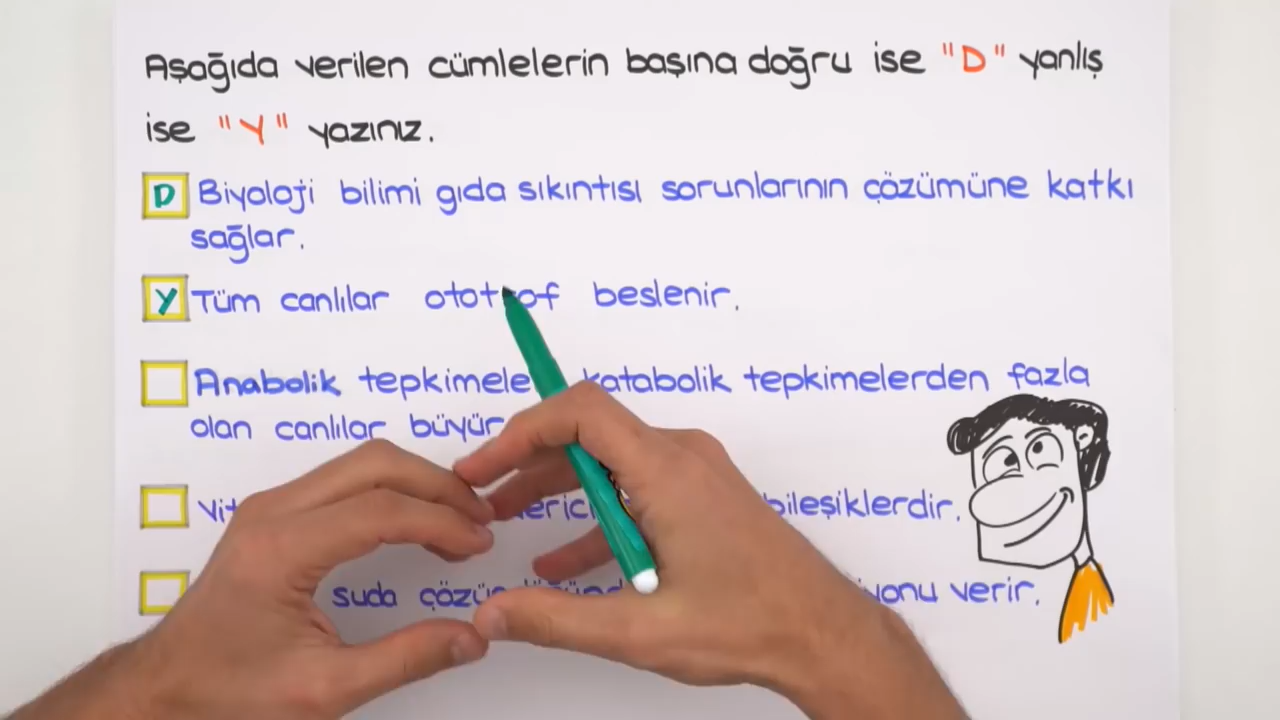 Aşağıda verilen cümlelerin başına doğru ise "D" yanlış
ise "Y" yazınız.
D Biyoloji bilimi gıda sıkıntısı sorunlarının çözümüne katkı
sağlar.
Y Tüm canlılar ototrof beslenir.
Anabolik katabolik tepkimelerden fazla
olan canlılar büyür
bileşiklerdir.
suda verir.